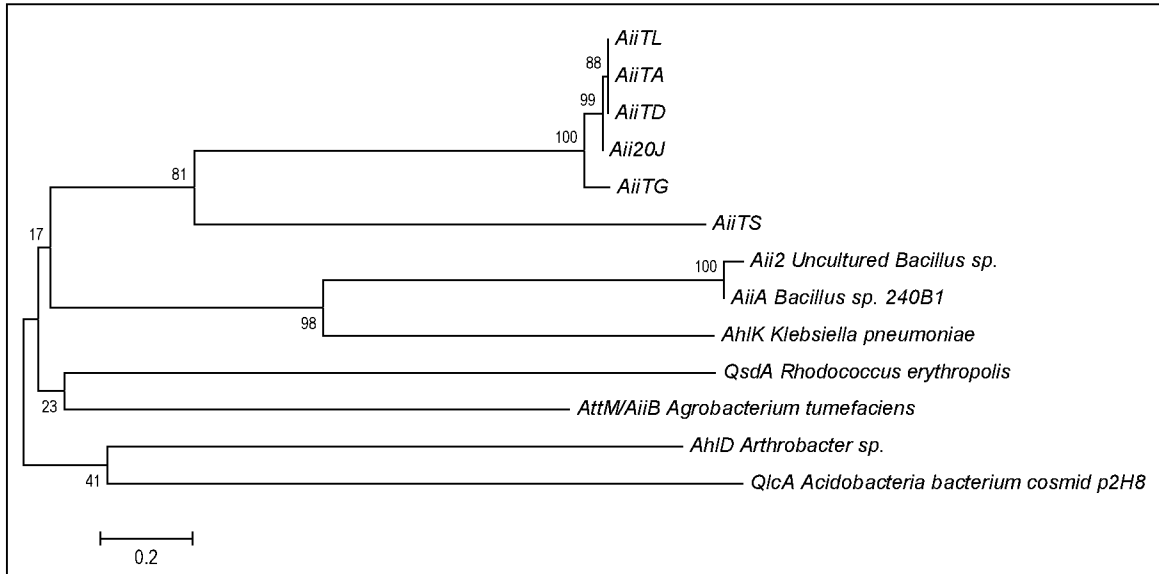 AiiTL
88
AiiTA
99
AiiTD
100
Aii20J
81
AiiTG
AiiTS
17
100
Aii2 Uncultured Bacillus sp.
AiiA Bacillus sp. 240B1
98
AhlK Klebsiella pneumoniae
QsdA Rhodococcus erythropolis
23
AttM/AiiB Agrobacterium tumefaciens
AhlD Arthrobacter sp.
41
QlcA Acidobacteria bacterium cosmid p2H8
0.2